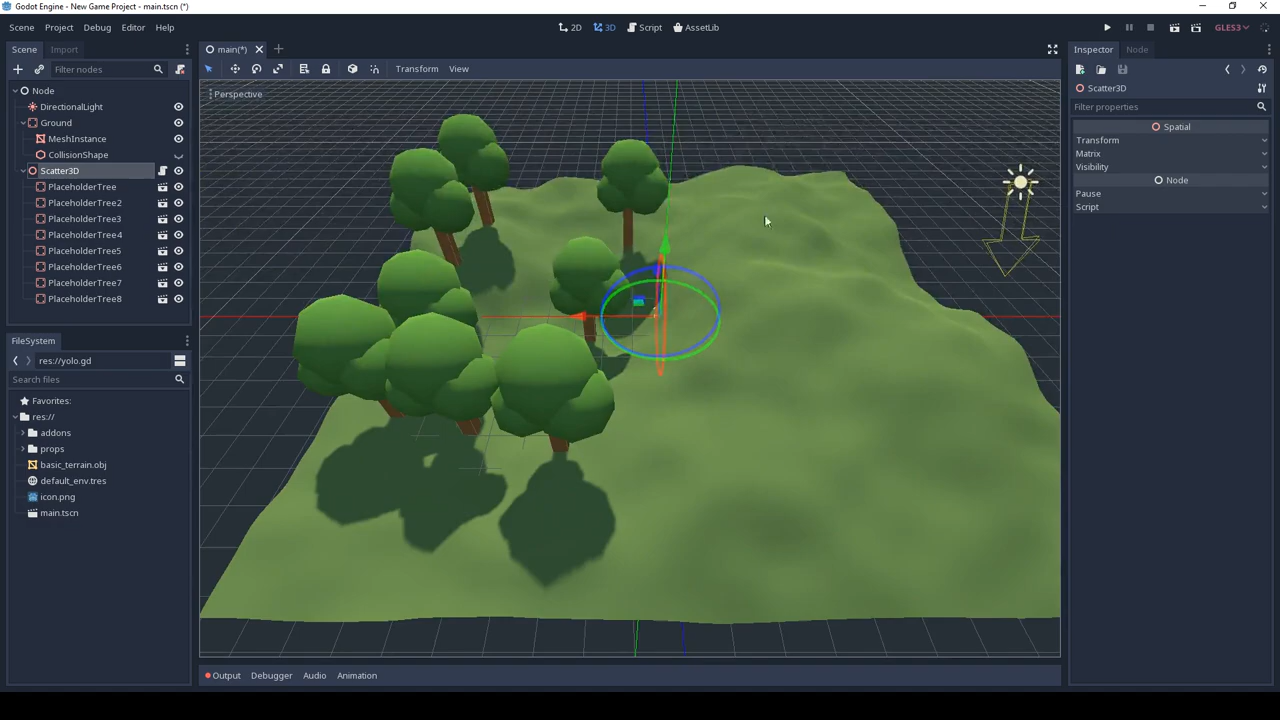 Godot Engine - New Game Project - main.tscn (*)
Scene Project Debug Editor Help
2D 3D Script AssetLib
GLES3
Scene Import
main(*)
Inspector Node
Filter nodes
Transform View
Node
DirectionalLight
Ground
MeshInstance
CollisionShape
Scatter3D
PlaceholderTree
PlaceholderTree2
PlaceholderTree3
PlaceholderTree4
PlaceholderTree5
PlaceholderTree6
PlaceholderTree7
PlaceholderTree8
FileSystem
res://yolo.gd
Search files
Favorites:
res://
addons
props
basic_terrain.obj
default_env.tres
icon.png
main.tscn
Perspective
Output Debugger Audio Animation
Scatter3D
Filter properties
Spatial
Transform
Matrix
Visibility
Node
Pause
Script